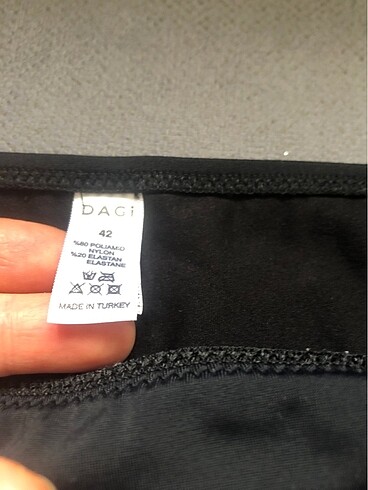 DAGİ
42
%80 POLIAMID
NYLON
%20 ELASTAN
ELASTANE
MADE IN TURKEY